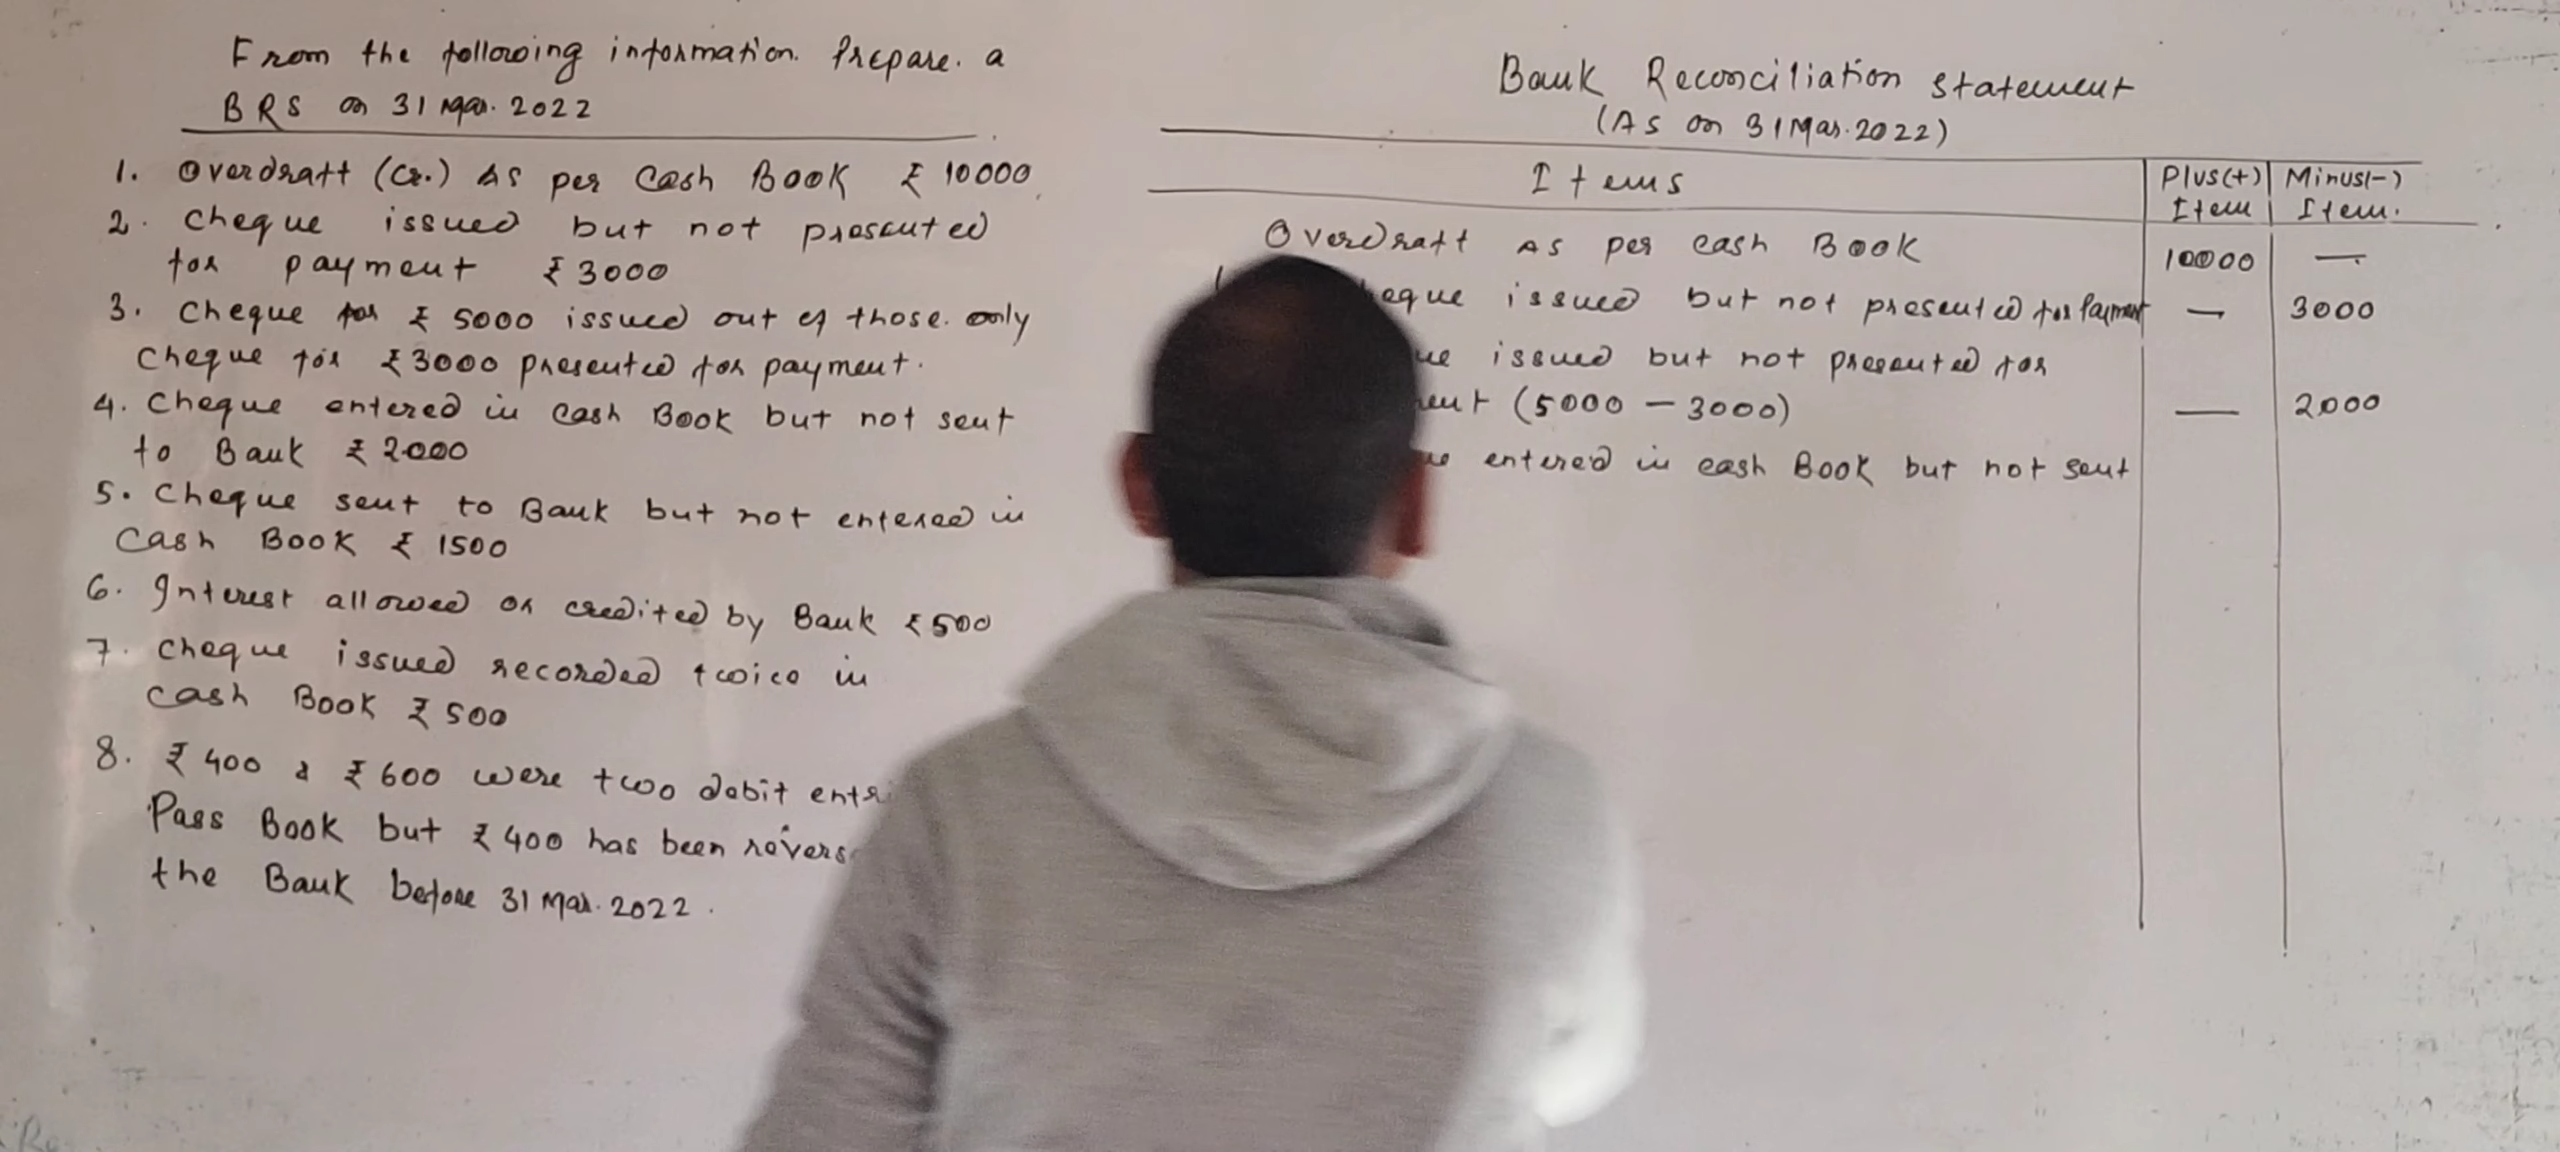 From the following information. Prepare. a
BRS on 31 Mar. 2022
1. Overdraft (Cr.) As per Cash Book ₹ 10000
2. Cheque issued but not presented
for payment ₹ 3000
3. Cheque for ₹ 5000 issued out of those. only
Cheque for ₹ 3000 presented for payment.
4. Cheque entered in Cash Book but not sent
to Bank ₹ 2000
5. Cheque sent to Bank but not entered in
Cash Book ₹ 1500
6. Interest allowed or credited by Bank ₹ 500
7. Cheque issued recorded twice in
Cash Book ₹ 500
8. ₹ 400 & ₹ 600 were two debit
Pass Book but ₹ 400 has been
the Bank before 31 Mar. 2022.
Bank Reconciliation Statement
(As on 31 Mar. 2022)
Items Plus(+) Item Minus(-) Item.
Overdraft As per Cash Book 10000 —
issued but not presented for Payment — 3000
issued but not presented for
(5000 - 3000) — 2000
entered in cash Book but not sent